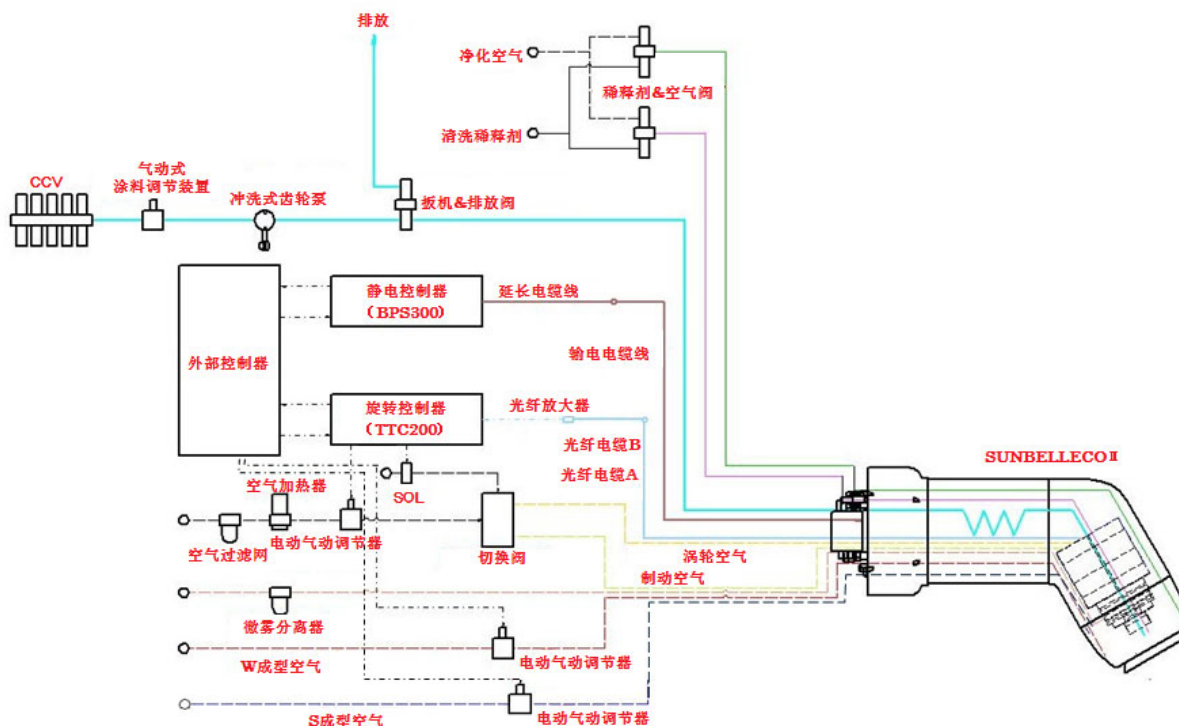 排放
净化空气
稀释剂&空气阀
清洗稀释剂
CCV
气动式
涂料调节装置
冲洗式齿轮泵
扳机&排放阀
静电控制器
(BPS300)
延长电缆线
外部控制器
输电电缆线
旋转控制器
(TTC200)
光纤放大器
光纤电缆B
光纤电缆A
SUNBELLECOⅡ
空气加热器
SOL
空气过滤网
电动气动调节器
切换阀
涡轮空气
制动空气
微雾分离器
W成型空气
电动气动调节器
S成型空气
电动气动调节器